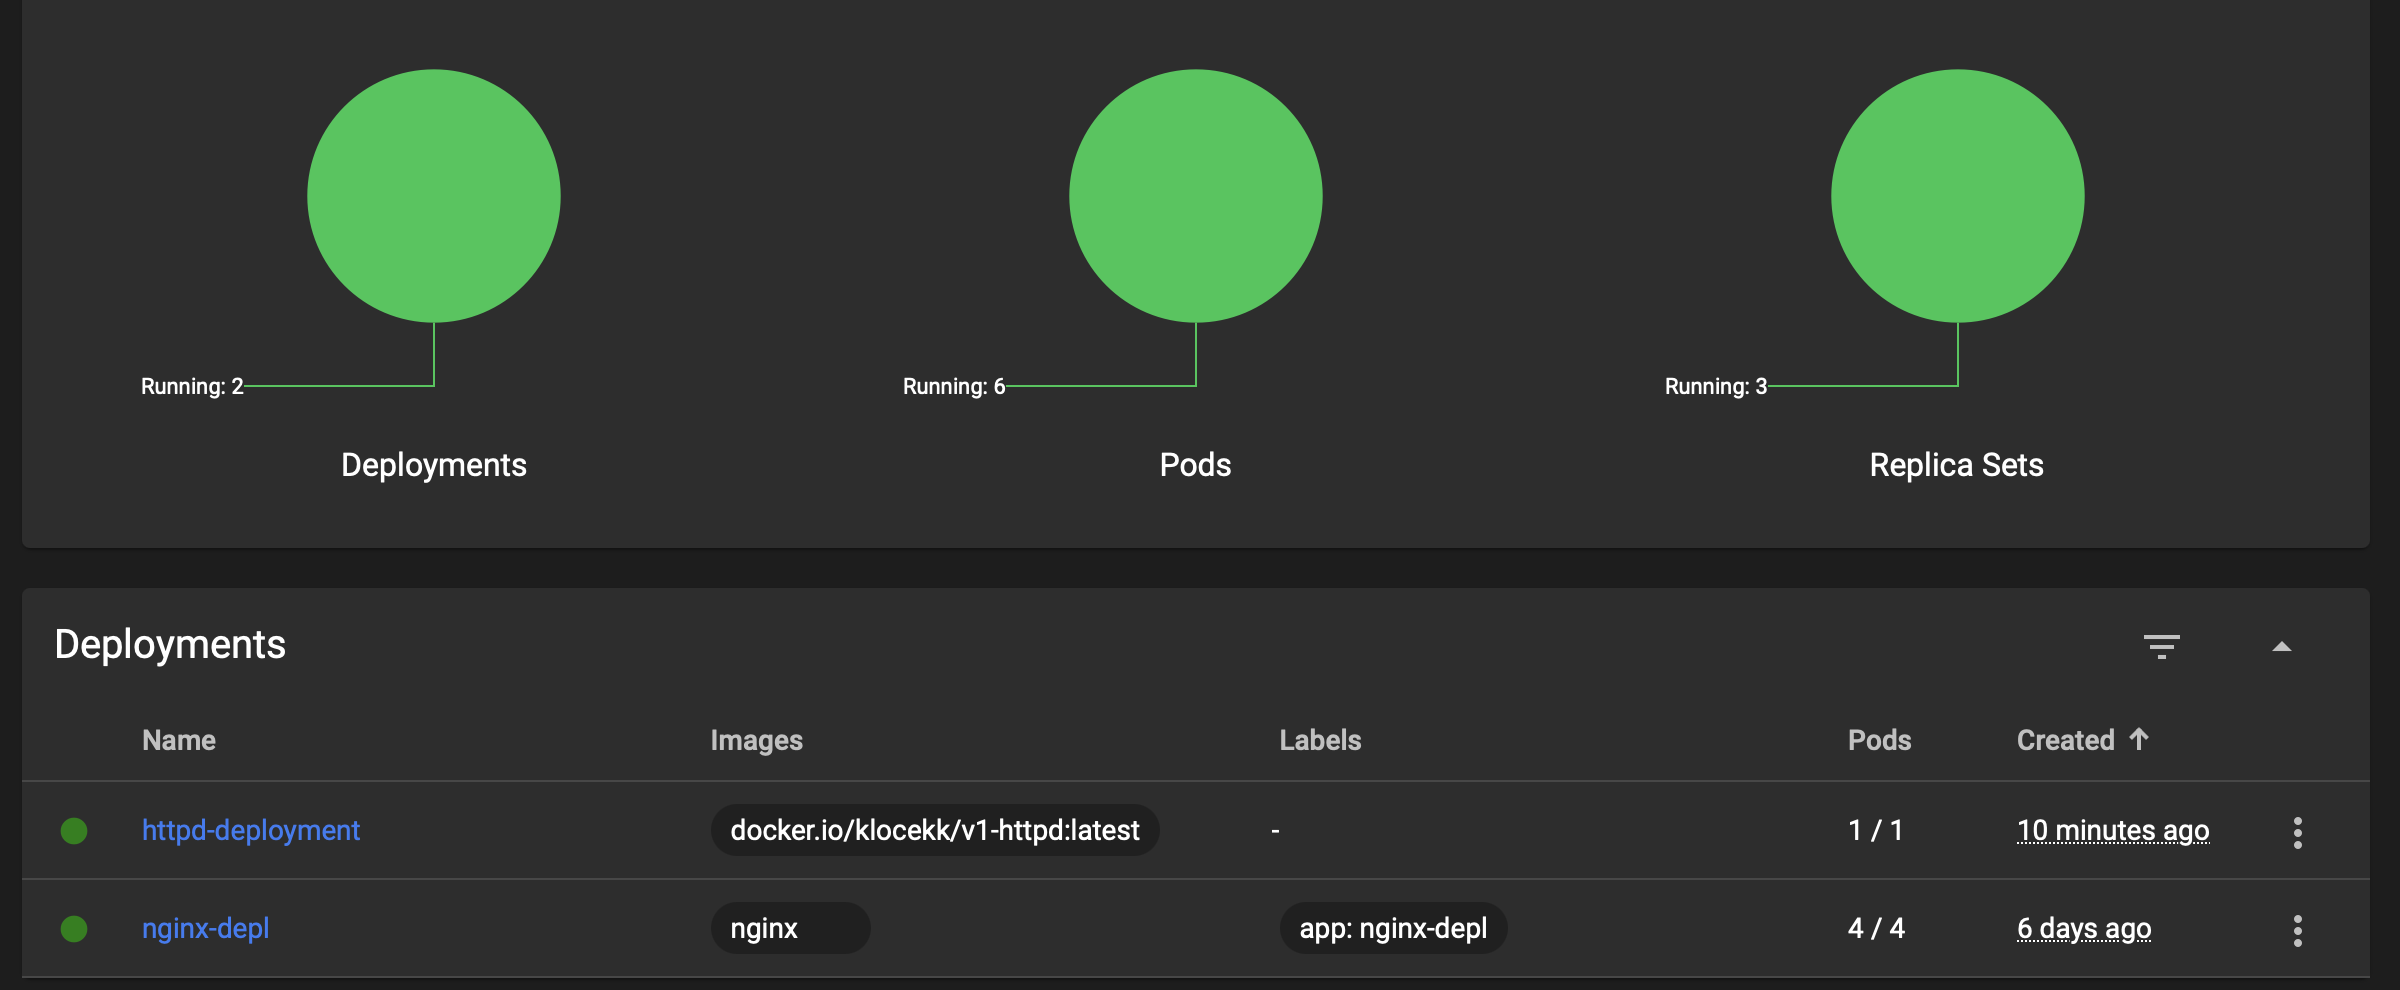 Running: 2
Running: 6
Running: 3
Deployments
Pods
Replica Sets
Deployments
Name Images Labels Pods Created
httpd-deployment docker.io/klocekk/v1-httpd:latest - 1 / 1 10 minutes ago
nginx-depl nginx app: nginx-depl 4 / 4 6 days ago